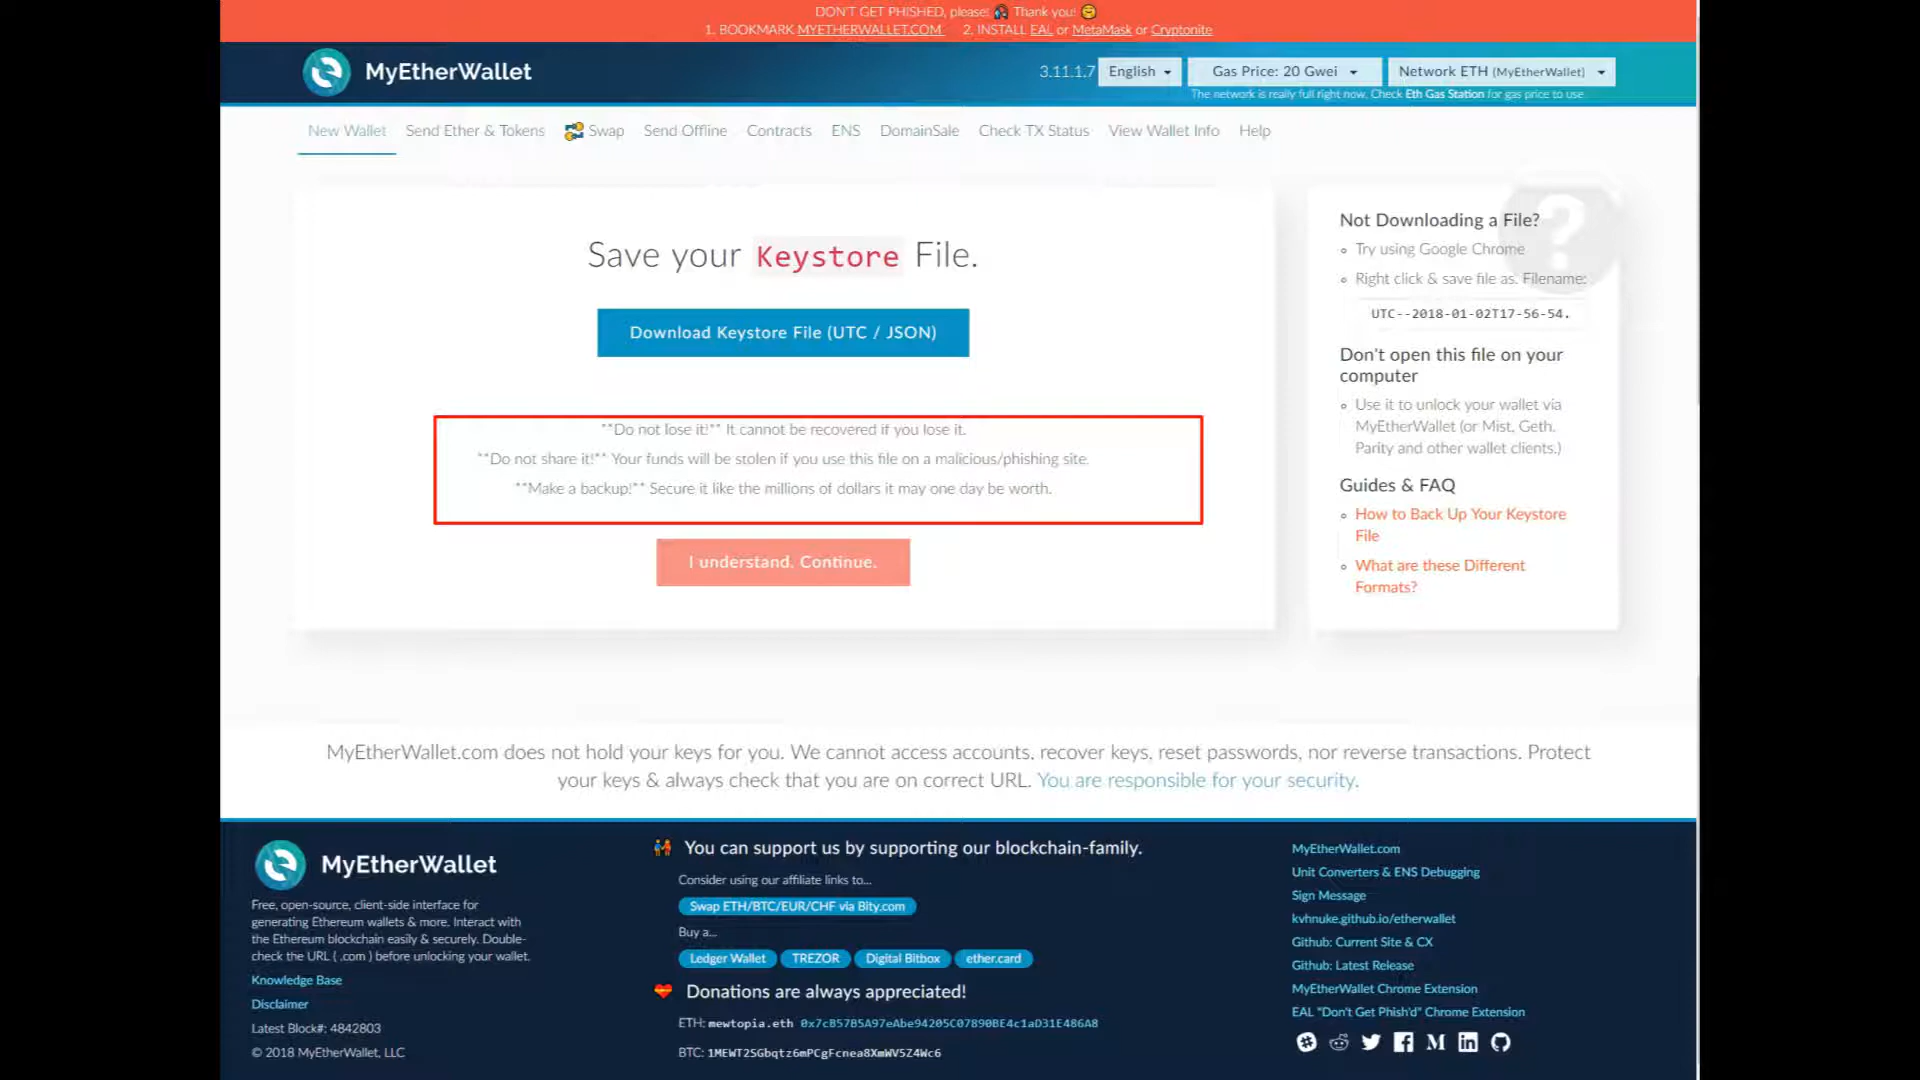 DON'T GET PHISHED, please! Thank you!
1. BOOKMARK MYETHERWALLET.COM 2. INSTALL EAL or MetaMask or Cryptonite
MyEtherWallet
3.11.1.7 English Gas Price: 20 Gwei Network ETH (MyEtherWallet)
The network is really full right now. Check Eth Gas Station for gas price to use
New Wallet Send Ether & Tokens Swap Send Offline Contracts ENS DomainSale Check TX Status View Wallet Info Help
Save your Keystore File.
Download Keystore File (UTC / JSON)
**Do not lose it!** It cannot be recovered if you lose it.
**Do not share it!** Your funds will be stolen if you use this file on a malicious/phishing site.
**Make a backup!** Secure it like the millions of dollars it may one day be worth.
I understand. Continue.
Not Downloading a File?
Try using Google Chrome
Right click & save file as. Filename:
UTC--2018-01-02T17-56-54.
Don't open this file on your
computer
Use it to unlock your wallet via
MyEtherWallet (or Mist, Geth,
Parity and other wallet clients.)
Guides & FAQ
How to Back Up Your Keystore
File
What are these Different
Formats?
MyEtherWallet.com does not hold your keys for you. We cannot access accounts, recover keys, reset passwords, nor reverse transactions. Protect
your keys & always check that you are on correct URL. You are responsible for your security.
MyEtherWallet
Free, open-source, client-side interface for
generating Ethereum wallets & more. Interact with
the Ethereum blockchain easily & securely. Double-
check the URL ( .com ) before unlocking your wallet.
Knowledge Base
Disclaimer
Latest Block#: 4842803
© 2018 MyEtherWallet, LLC
You can support us by supporting our blockchain-family.
Consider using our affiliate links to...
Swap ETH/BTC/EUR/CHF via Bity.com
Buy a...
Ledger Wallet TREZOR Digital Bitbox ether.card
Donations are always appreciated!
ETH: mewtopia.eth 0x7cB57B5A97eAbe94205C07890BE4c1aD31E486A8
BTC: 1MEWT2SGbqtz6mPCgFcnea8XmWV5Z4Wc6
MyEtherWallet.com
Unit Converters & ENS Debugging
Sign Message
kvhnuke.github.io/etherwallet
Github: Current Site & CX
Github: Latest Release
MyEtherWallet Chrome Extension
EAL "Don't Get Phish'd" Chrome Extension